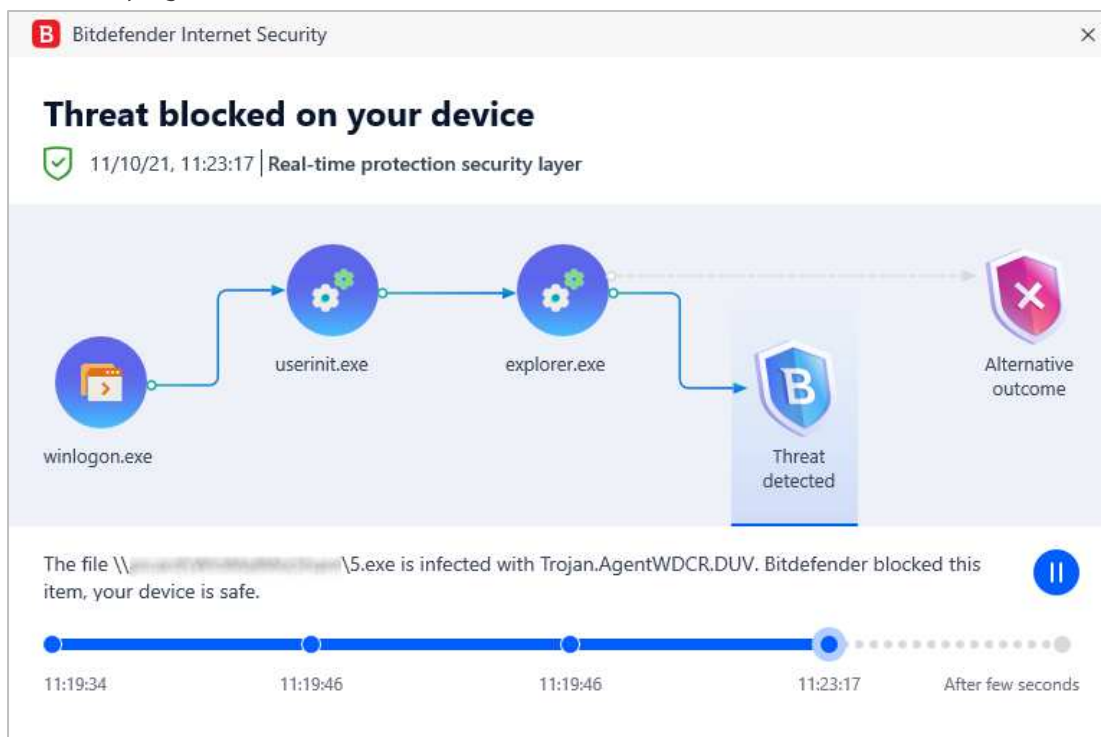 Bitdefender Internet Security
Threat blocked on your device
11/10/21, 11:23:17 | Real-time protection security layer
userinit.exe
explorer.exe
Alternative
outcome
winlogon.exe
Threat
detected
The file \\ \5.exe is infected with Trojan.AgentWDCR.DUV. Bitdefender blocked this
item, your device is safe.
11:19:34 11:19:46 11:19:46 11:23:17 After few seconds